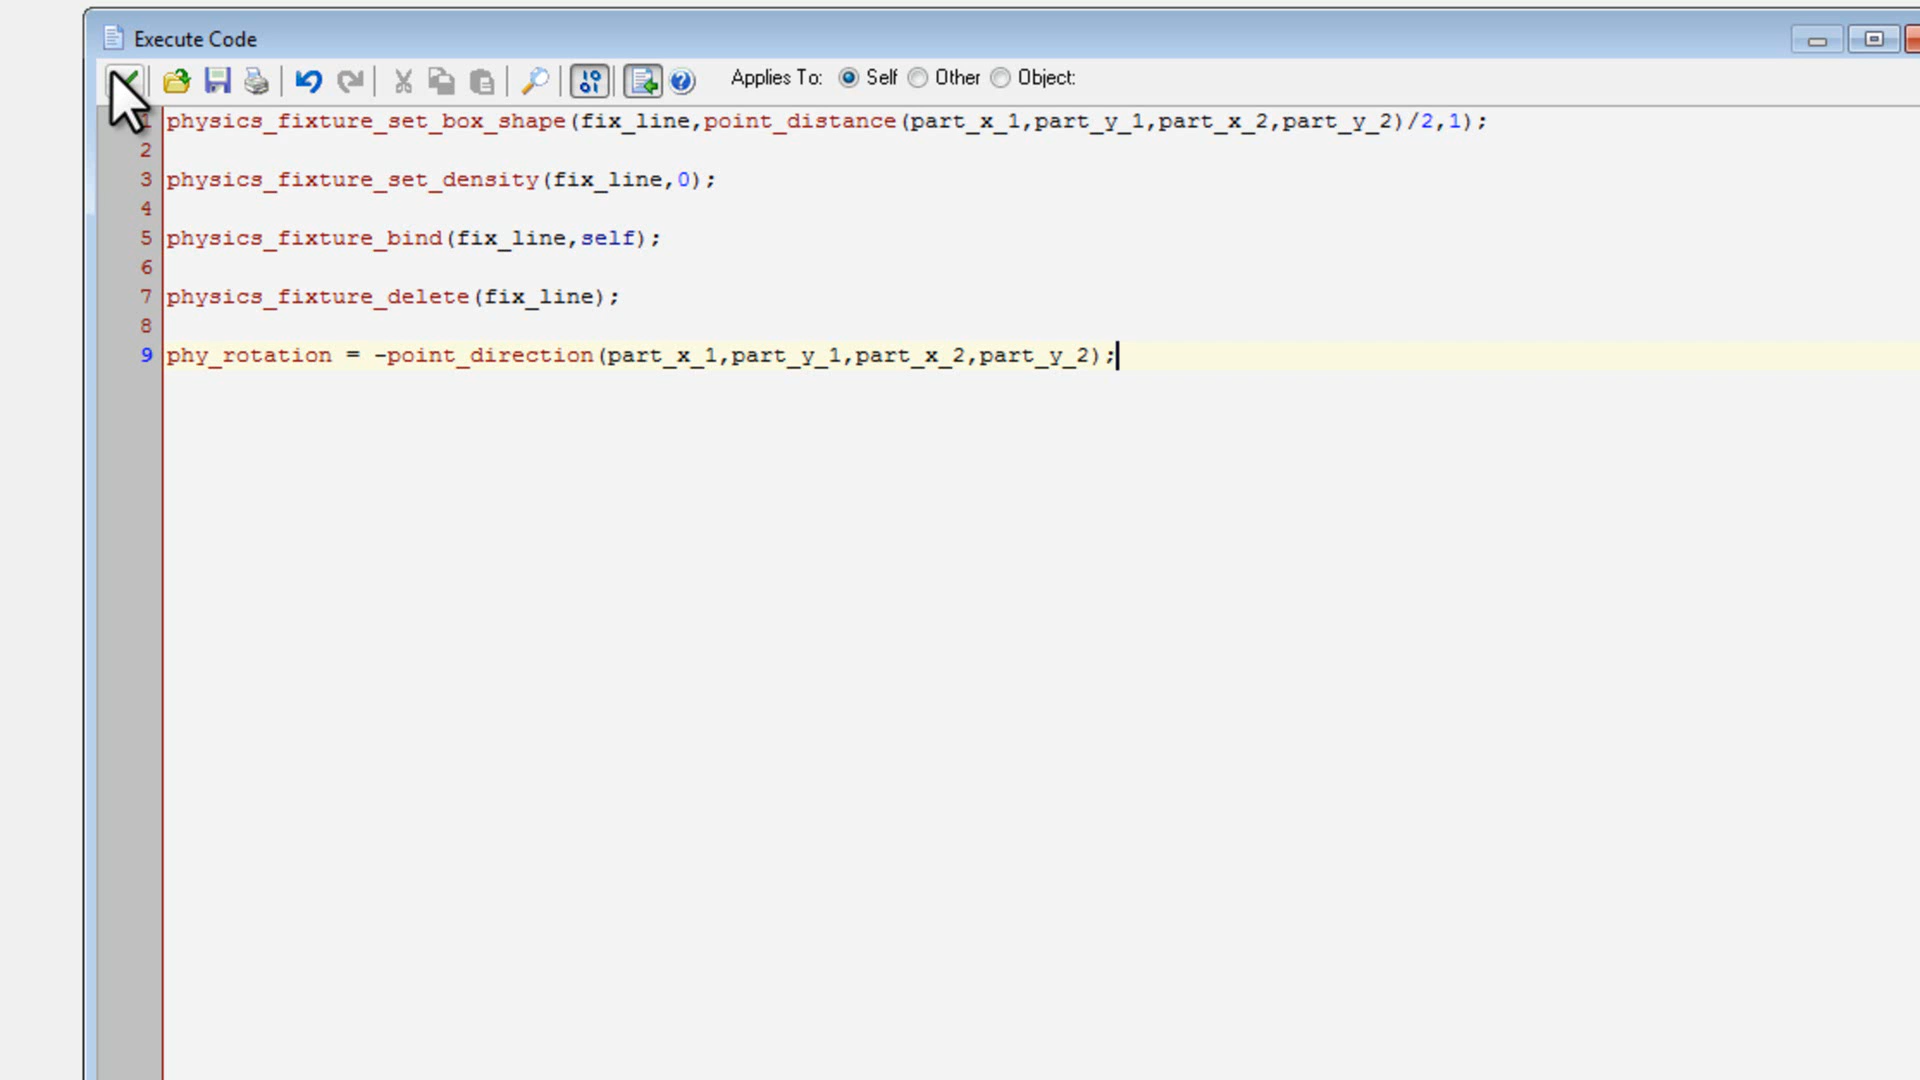 Execute Code
Applies To: Self Other Object:
physics_fixture_set_box_shape(fix_line,point_distance(part_x_1,part_y_1,part_x_2,part_y_2)/2,1);
2
3 physics_fixture_set_density(fix_line,0);
4
5 physics_fixture_bind(fix_line,self);
6
7 physics_fixture_delete(fix_line);
8
9 phy_rotation = -point_direction(part_x_1,part_y_1,part_x_2,part_y_2);